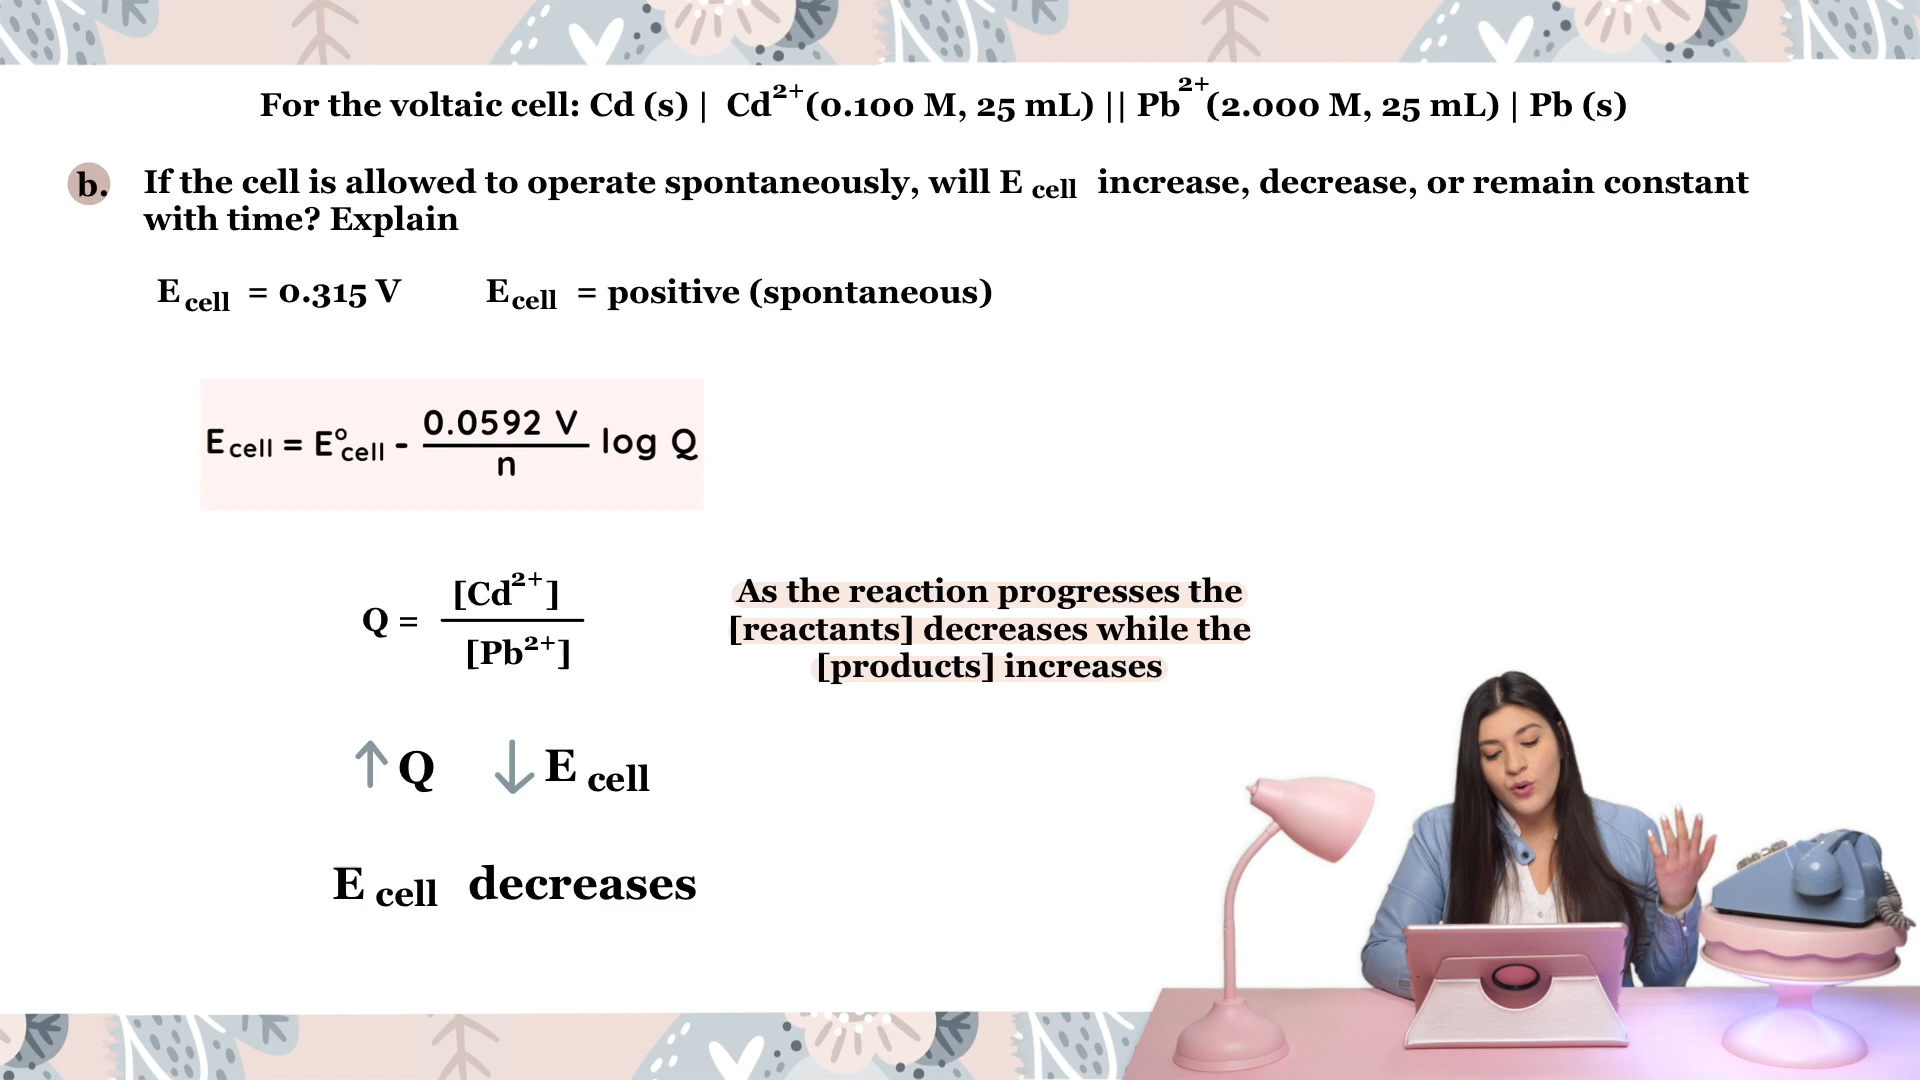 For the voltaic cell: Cd (s) | Cd²⁺(0.100 M, 25 mL) || Pb²⁺(2.000 M, 25 mL) | Pb (s)
b. If the cell is allowed to operate spontaneously, will E cell increase, decrease, or remain constant
with time? Explain
E cell = 0.315 V E cell = positive (spontaneous)
E cell = E° cell - 0.0592 V / n log Q
Q = [Cd²⁺] / [Pb²⁺]
As the reaction progresses the
[reactants] decreases while the
[products] increases
↑ Q ↓ E cell
E cell decreases